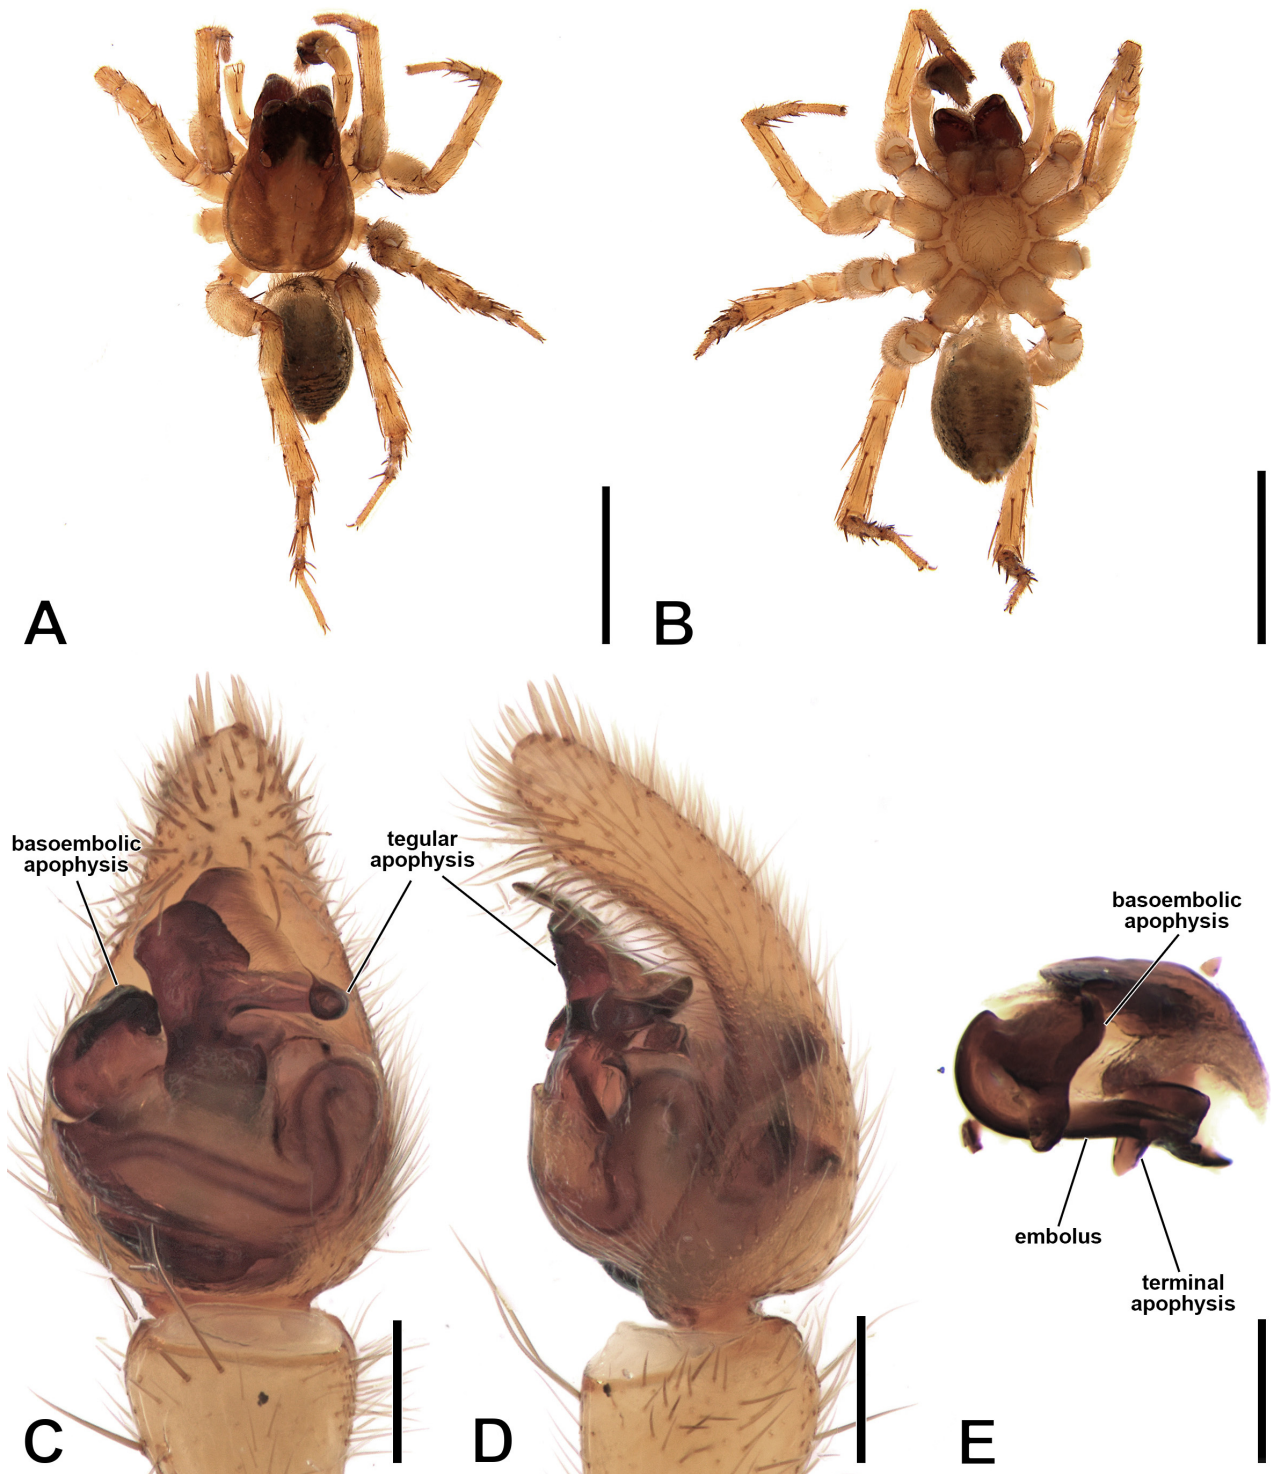 A
B
basoembolic
apophysis
tegular
apophysis
basoembolic
apophysis
embolus
terminal
apophysis
C
D
E